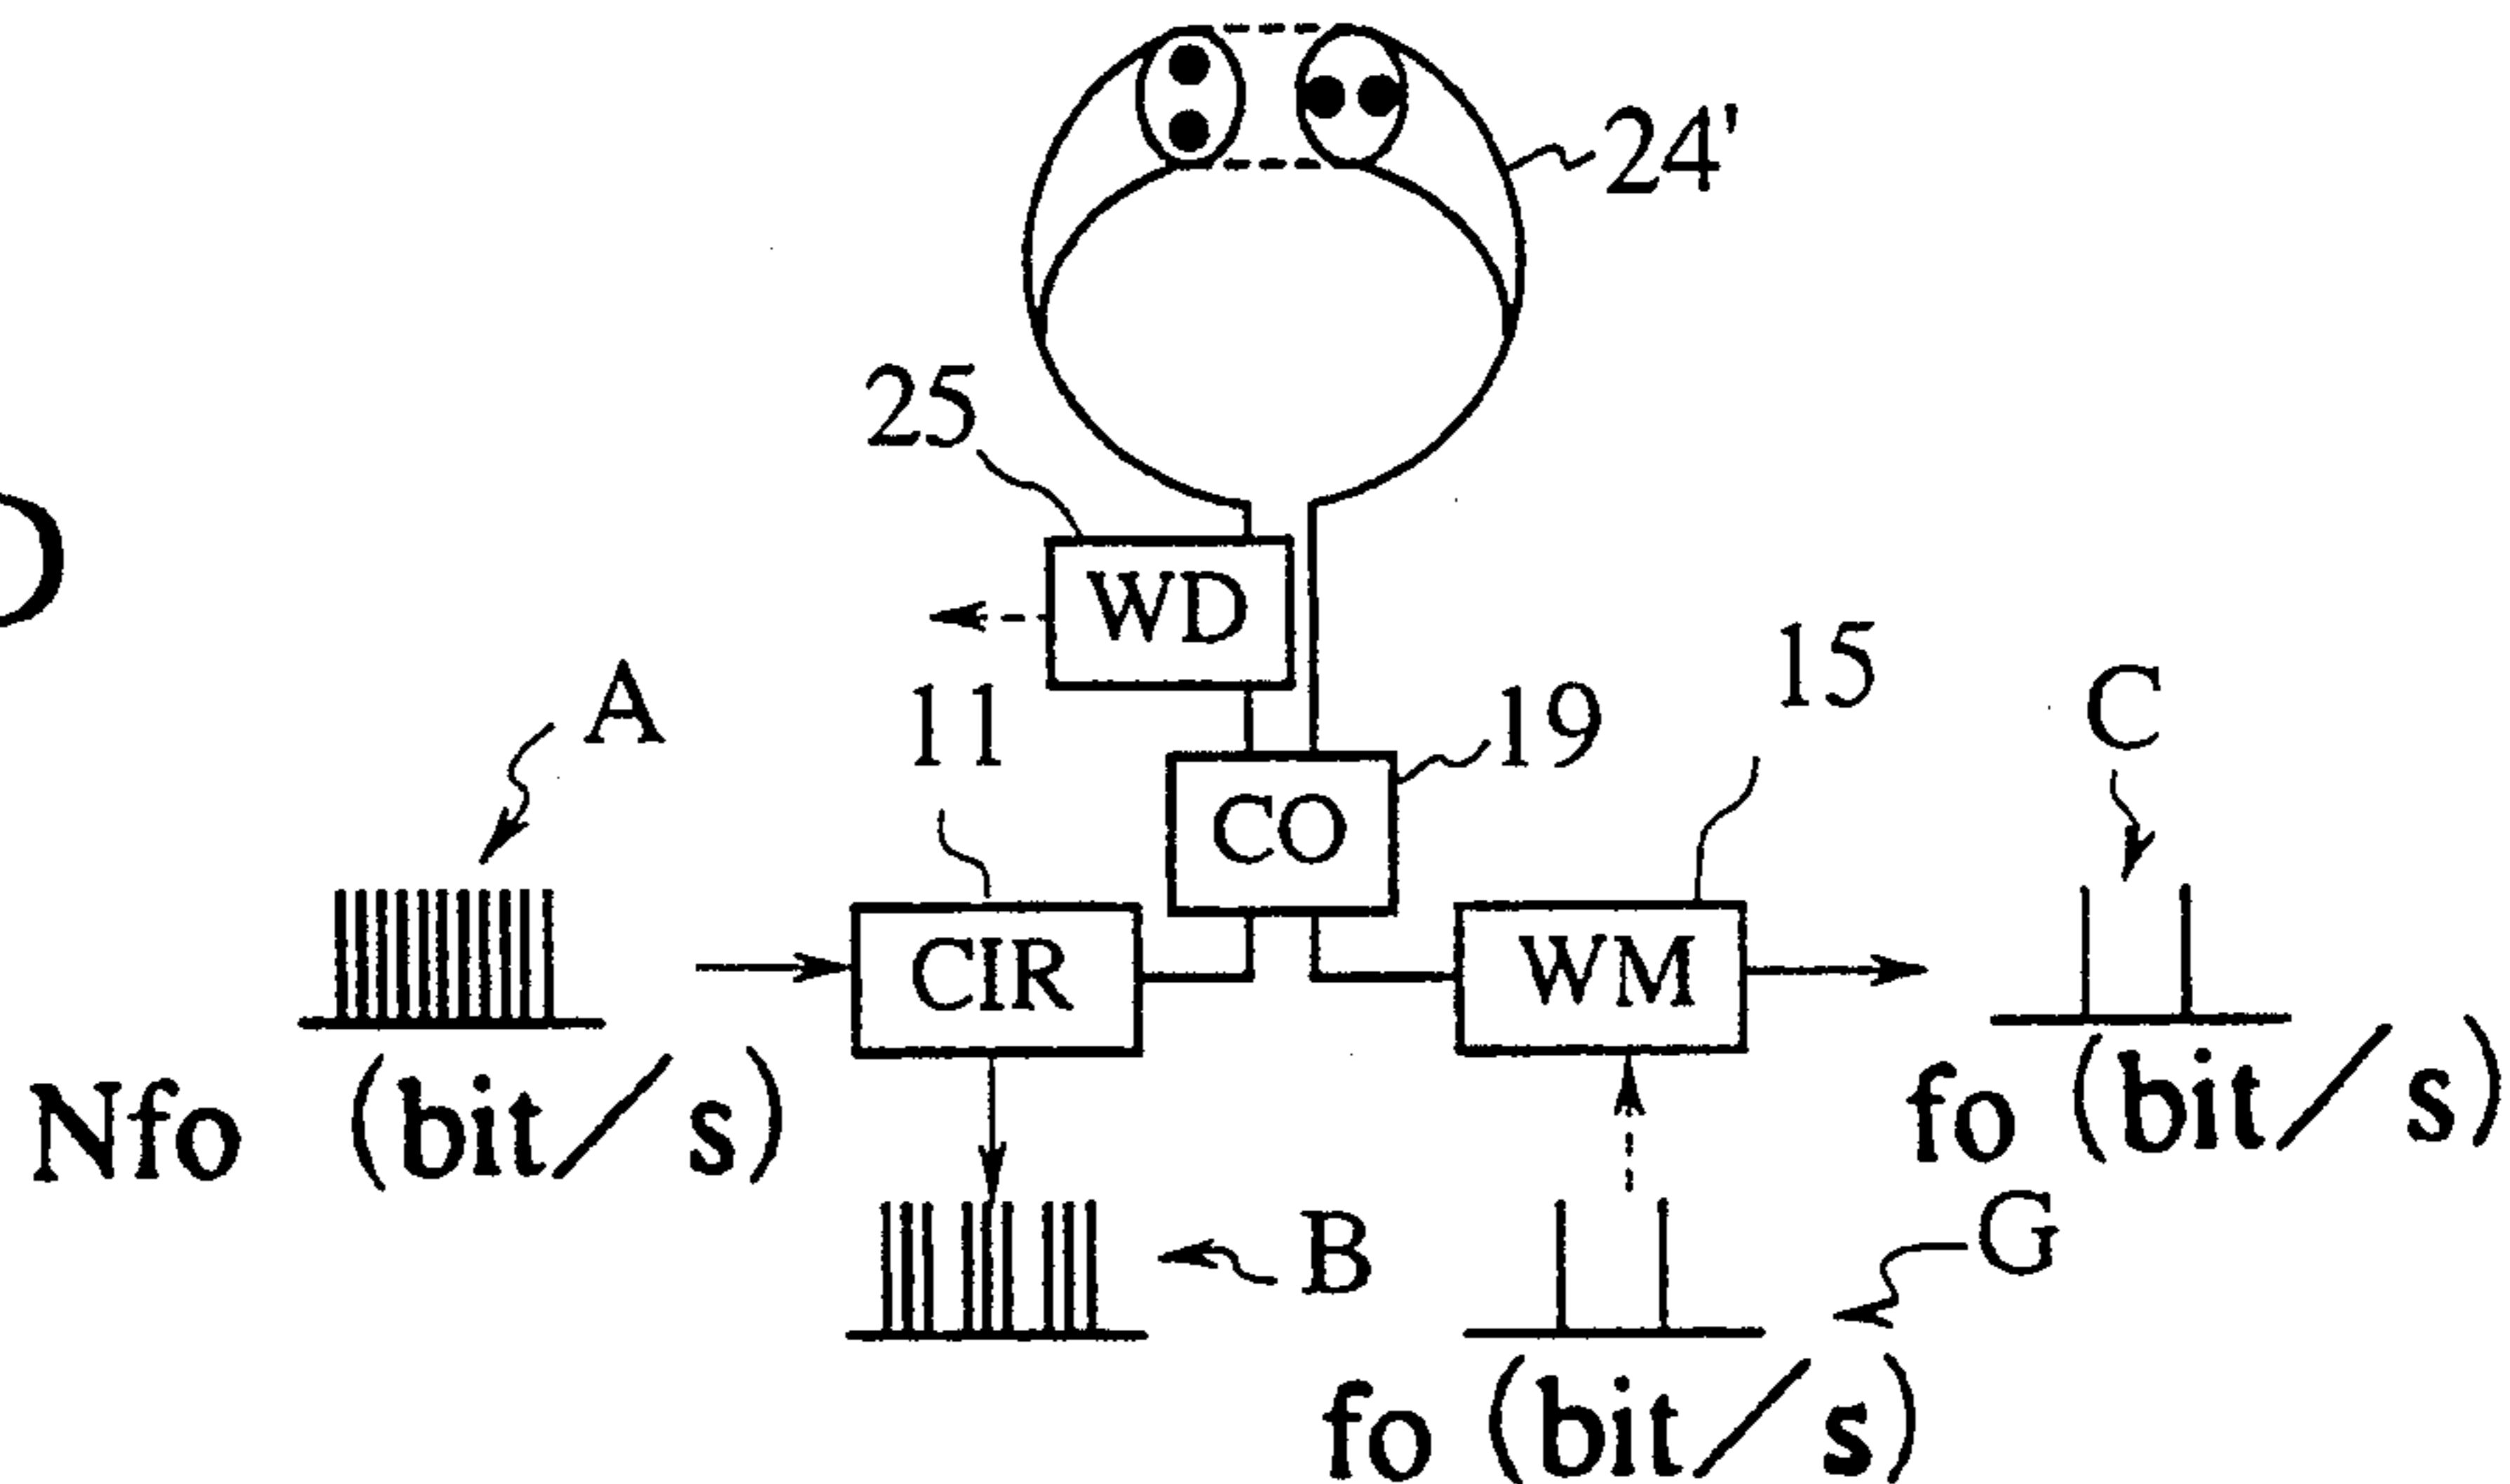 24'
25
WD
15
A
11
19
C
CO
CIR
WM
Nfo (bit/s)
fo (bit/s)
B
G
fo (bit/s)